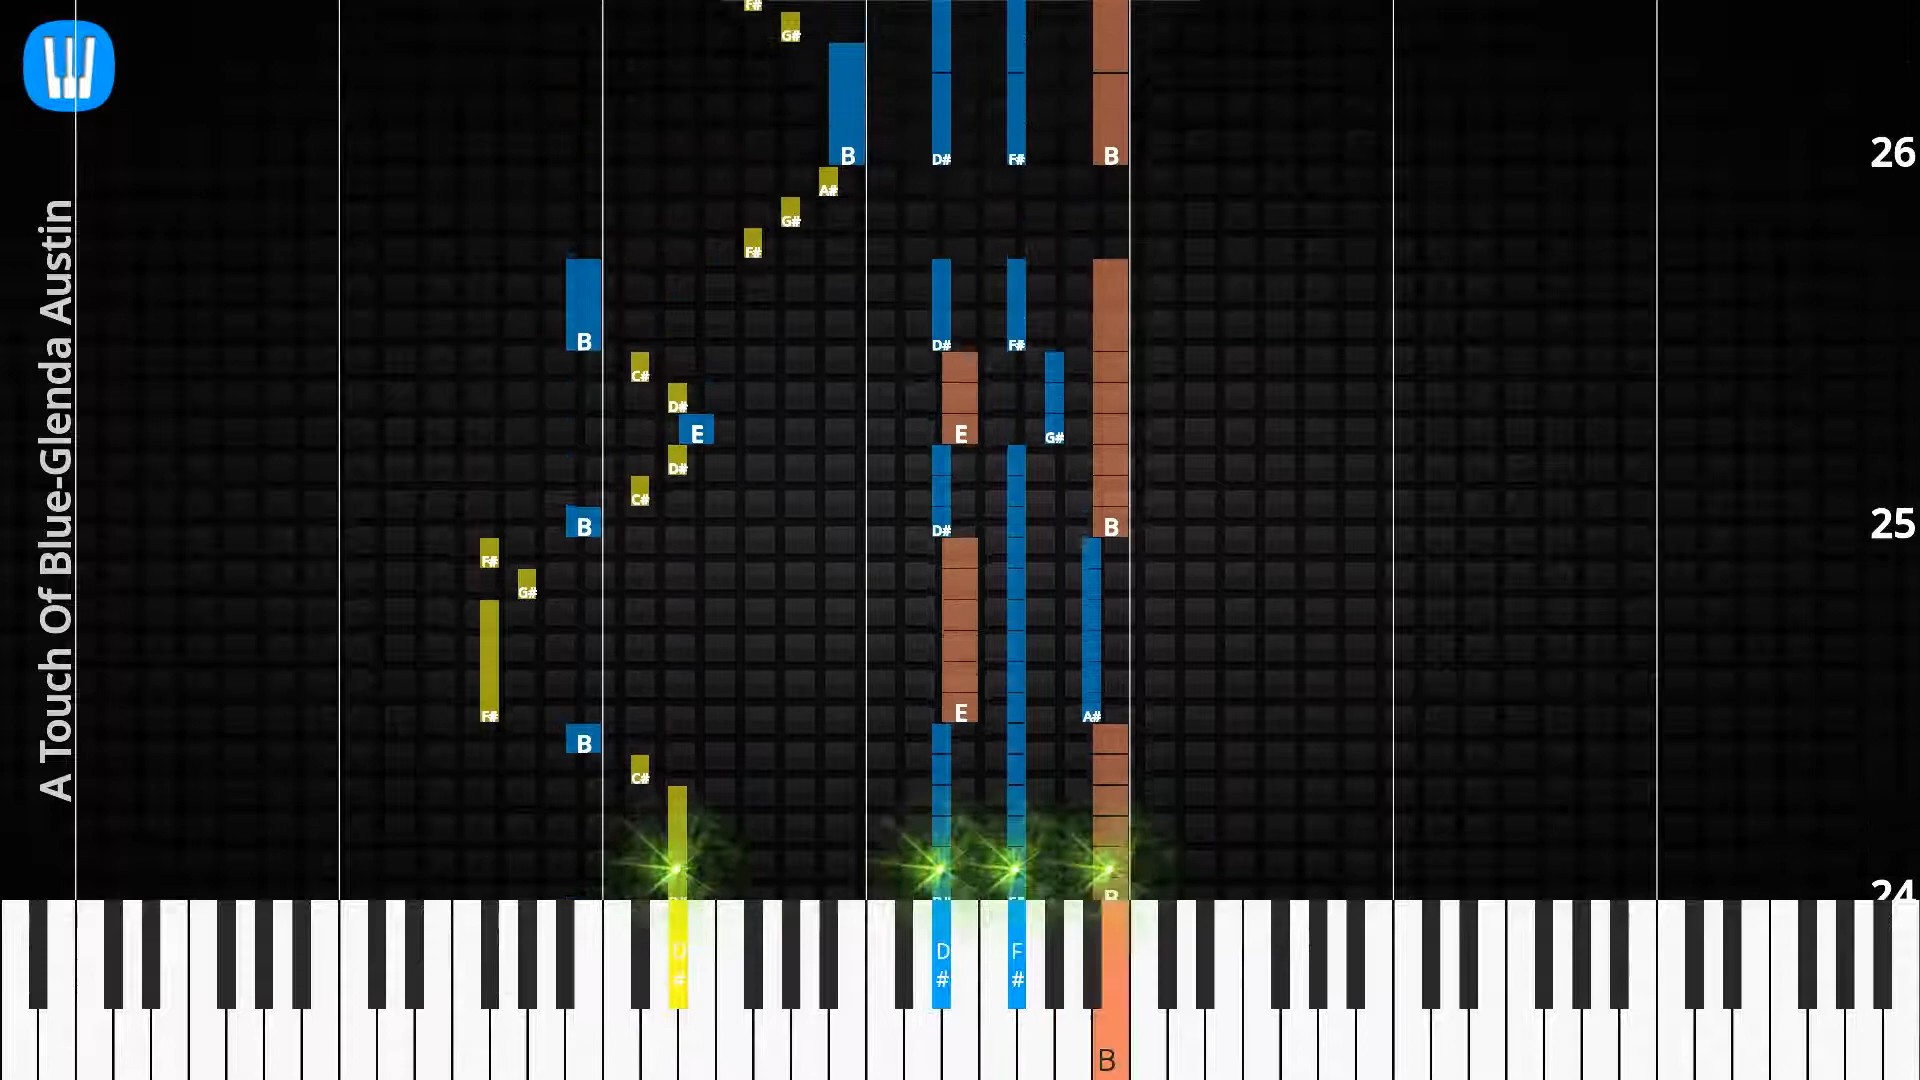 A Touch Of Blue-Glenda Austin
F#
G#
B D# F# B
26
A#
G#
F#
B D# F#
C#
D#
E E G#
D#
C#
B D# B
25
F#
G#
F# E A#
B
C#
B
24
D # D # F #
B